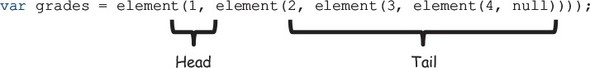 var grades = element(1, element(2, element(3, element(4, null))));
Head Tail